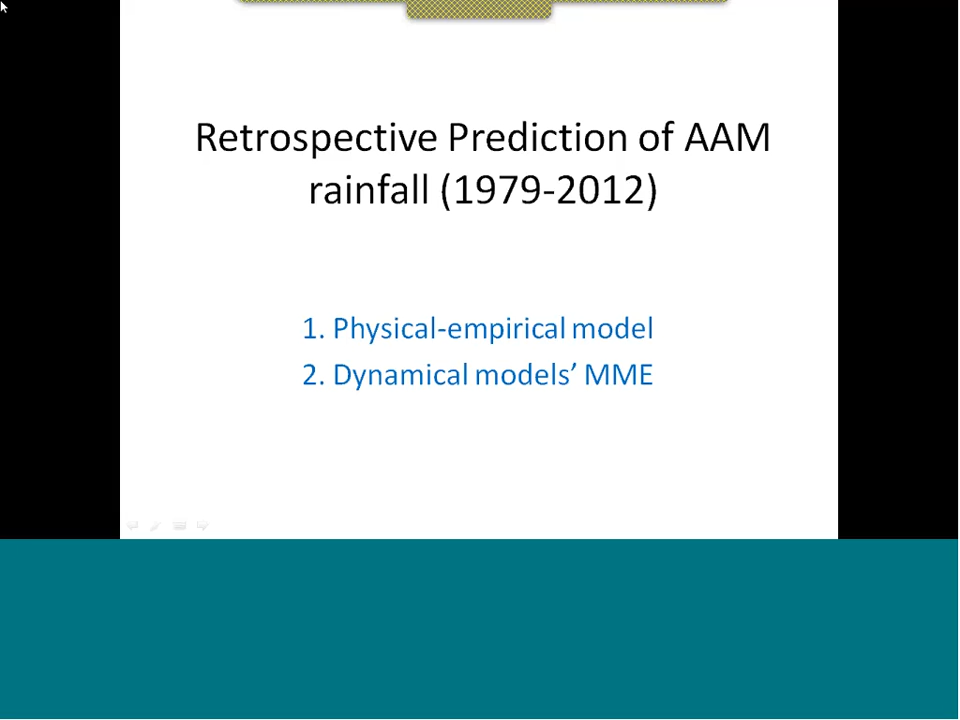 Retrospective Prediction of AAM
rainfall (1979-2012)
1. Physical-empirical model
2. Dynamical models’ MME